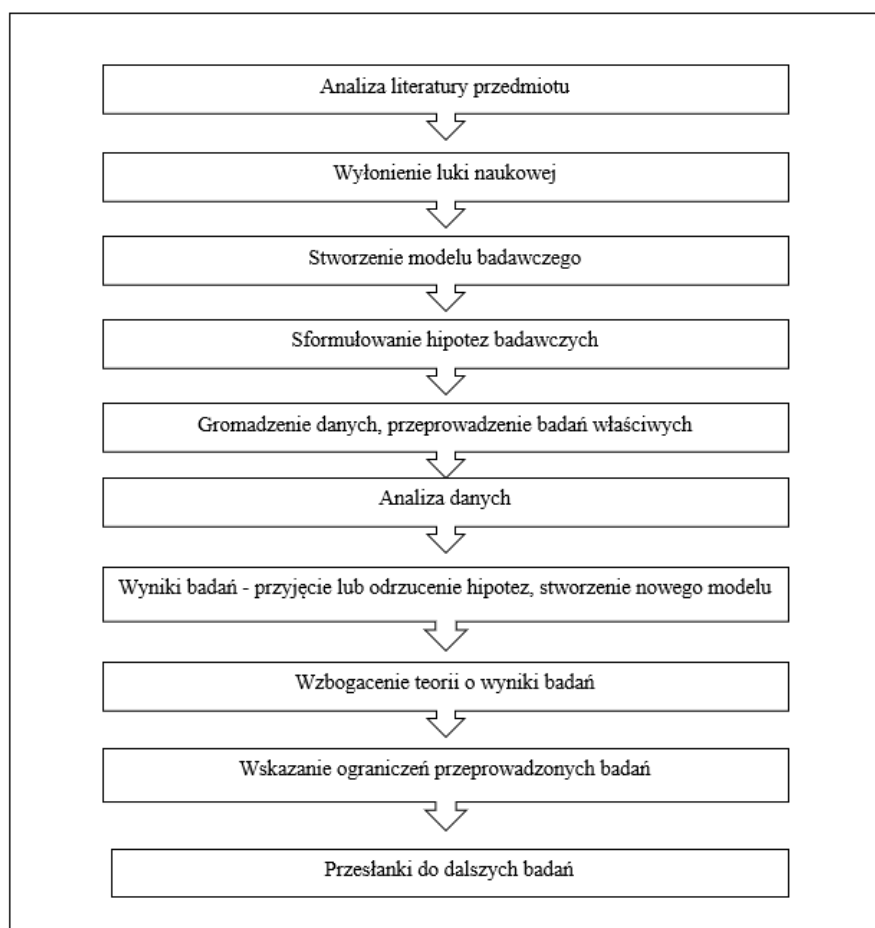 Analiza literatury przedmiotu
Wyłonienie luki naukowej
Stworzenie modelu badawczego
Sformułowanie hipotez badawczych
Gromadzenie danych, przeprowadzenie badań właściwych
Analiza danych
Wyniki badań - przyjęcie lub odrzucenie hipotez, stworzenie nowego modelu
Wzbogacenie teorii o wyniki badań
Wskazanie ograniczeń przeprowadzonych badań
Przesłanki do dalszych badań